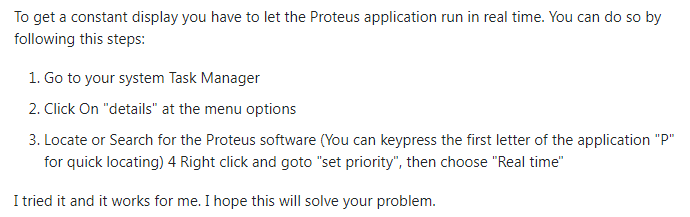 To get a constant display you have to let the Proteus application run in real time. You can do so by
following this steps:
1. Go to your system Task Manager
2. Click On "details" at the menu options
3. Locate or Search for the Proteus software (You can keypress the first letter of the application "P"
for quick locating) 4 Right click and goto "set priority", then choose "Real time"
I tried it and it works for me. I hope this will solve your problem.